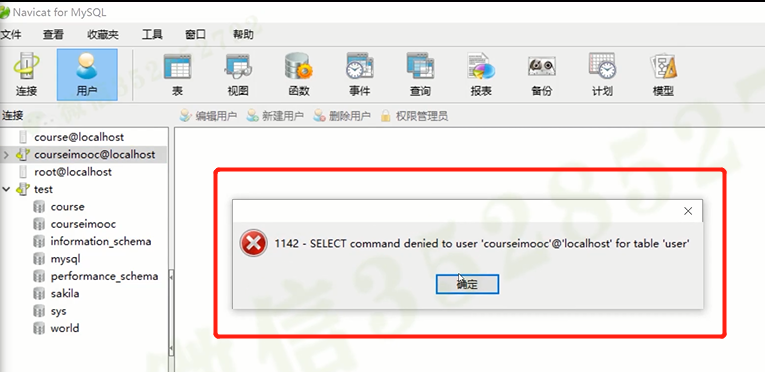 Navicat for MySQL
文件 查看 收藏夹 工具 窗口 帮助
连接 用户 表 视图 函数 事件 查询 报表 备份 计划 模型
连接 编辑用户 新建用户 删除用户 权限管理员
course@localhost
courseimooc@localhost
root@localhost
test
course
courseimooc
information_schema
mysql
performance_schema
sakila
sys
world
1142 - SELECT command denied to user 'courseimooc'@'localhost' for table 'user'
确定
微信352852